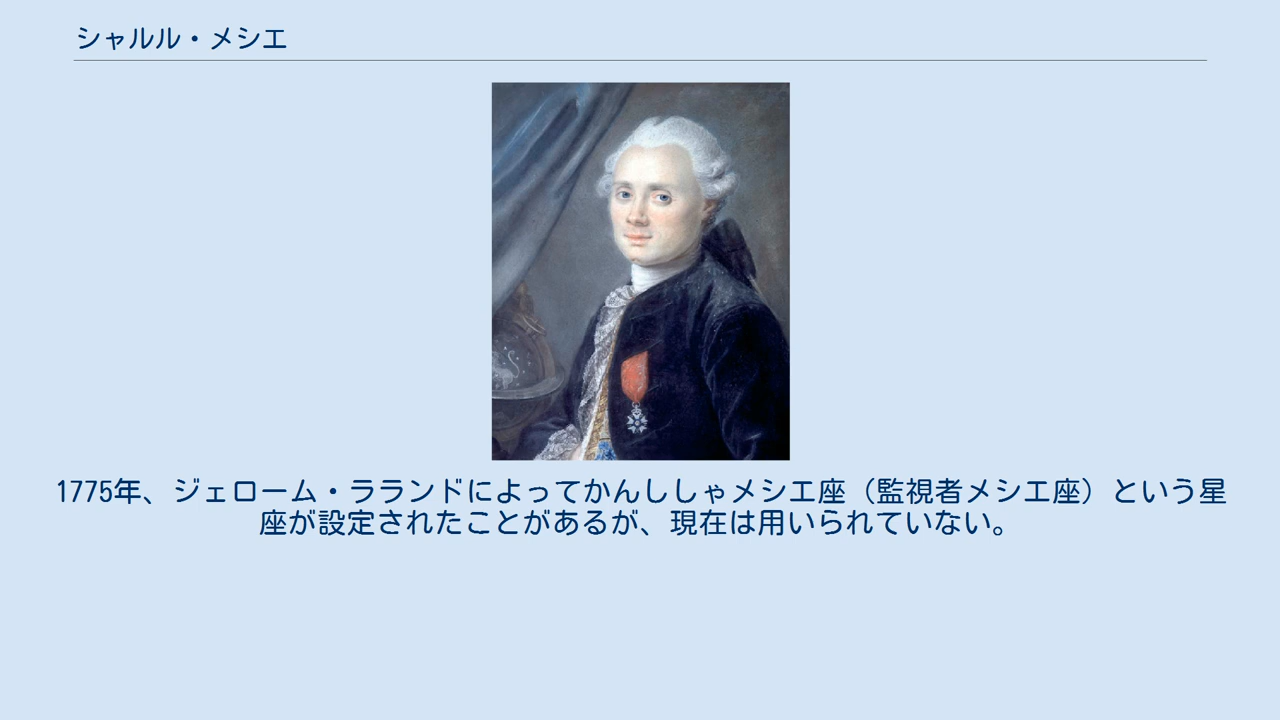 シャルル・メシエ
1775年、ジェローム・ラランドによってかんししゃメシエ座（監視者メシエ座）という星
座が設定されたことがあるが、現在は用いられていない。